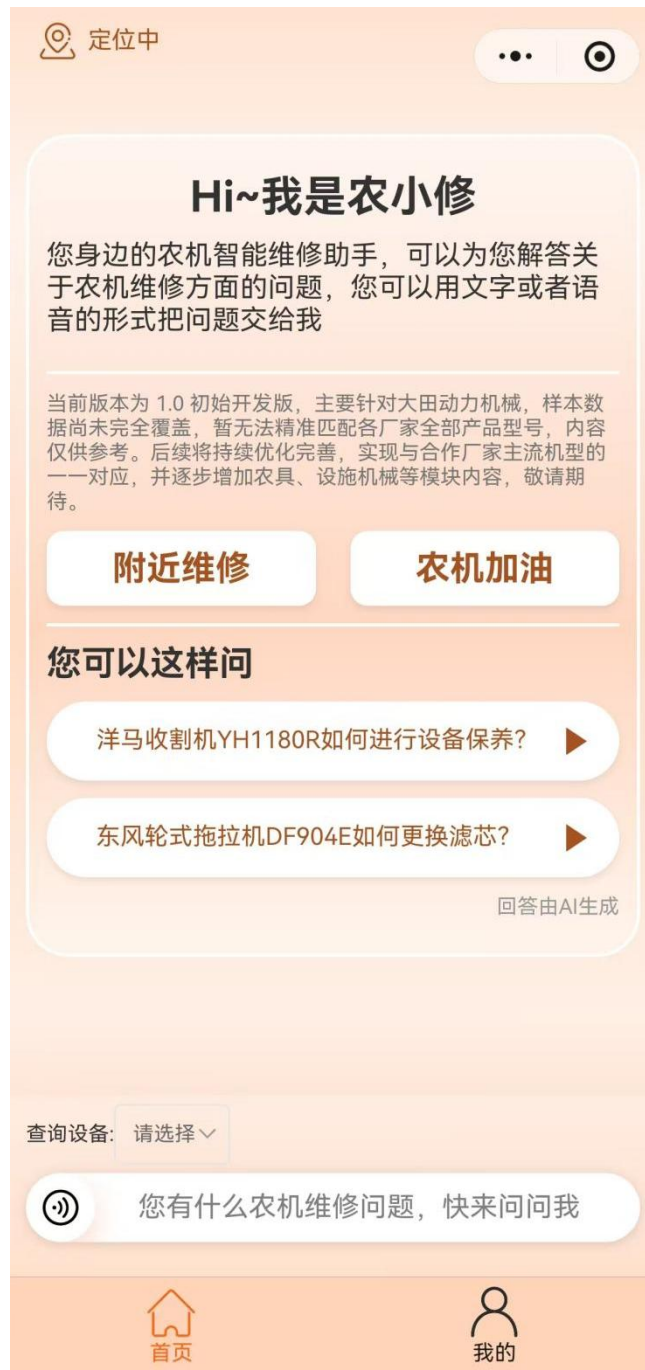 定位中
Hi~我是农小修
您身边的农机智能维修助手，可以为您解答关
于农机维修方面的问题，您可以用文字或者语
音的形式把问题交给我
当前版本为 1.0 初始开发版，主要针对大田动力机械，样本数
据尚未完全覆盖，暂无法精准匹配各厂家全部产品型号，内容
仅供参考。后续将持续优化完善，实现与合作厂家主流机型的
一一对应，并逐步增加农具、设施机械等模块内容，敬请期
待。
附近维修
农机加油
您可以这样问
洋马收割机YH1180R如何进行设备保养？
东风轮式拖拉机DF904E如何更换滤芯？
回答由AI生成
查询设备: 请选择
您有什么农机维修问题，快来问问我
首页
我的